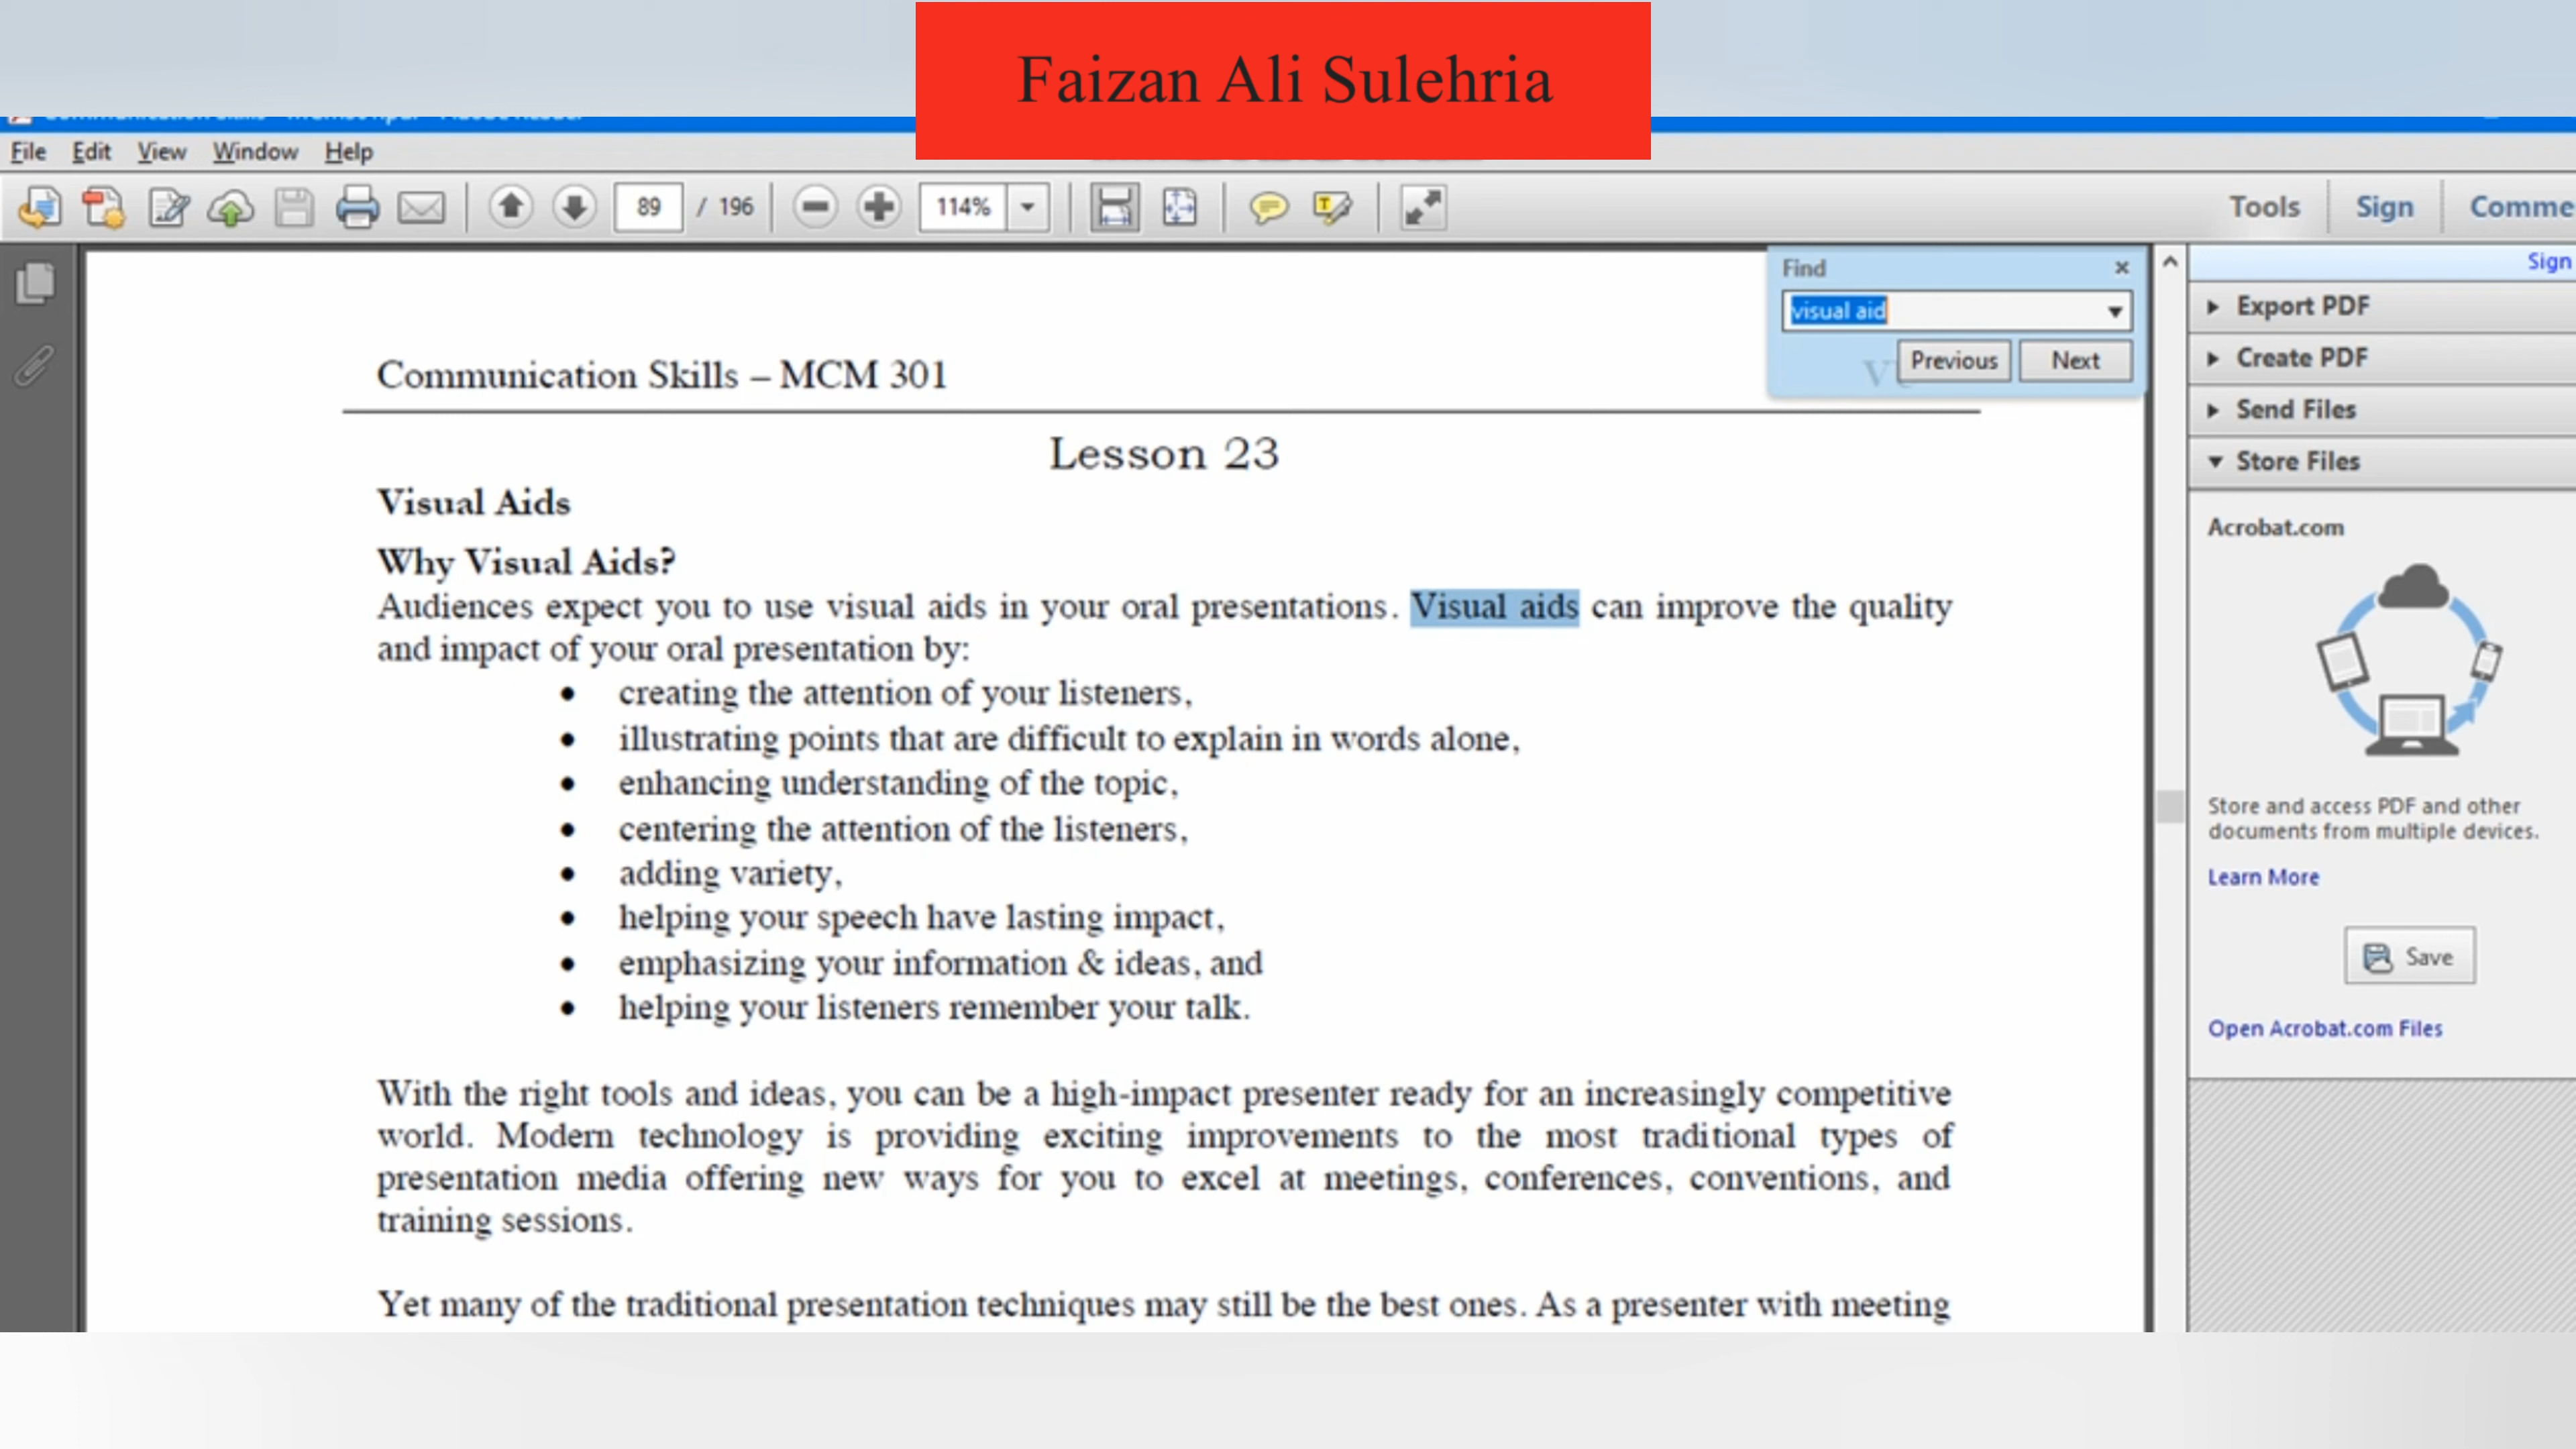 Faizan Ali Sulehria
File Edit View Window Help
89 / 196 114% Tools Sign Comme
Find
visual aid
Previous Next
Sign
Export PDF
Create PDF
Send Files
Store Files
Acrobat.com
Store and access PDF and other
documents from multiple devices.
Learn More
Save
Open Acrobat.com Files
Communication Skills – MCM 301
Lesson 23
Visual Aids
Why Visual Aids?
Audiences expect you to use visual aids in your oral presentations. Visual aids can improve the quality
and impact of your oral presentation by:
• creating the attention of your listeners,
• illustrating points that are difficult to explain in words alone,
• enhancing understanding of the topic,
• centering the attention of the listeners,
• adding variety,
• helping your speech have lasting impact,
• emphasizing your information & ideas, and
• helping your listeners remember your talk.
With the right tools and ideas, you can be a high-impact presenter ready for an increasingly competitive
world. Modern technology is providing exciting improvements to the most traditional types of
presentation media offering new ways for you to excel at meetings, conferences, conventions, and
training sessions.
Yet many of the traditional presentation techniques may still be the best ones. As a presenter with meeting